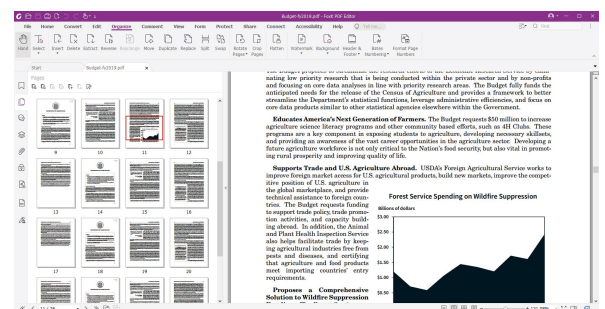 Budget-fy2019.pdf - Foxit PDF Editor
File Home Convert Edit Organize Comment View Form Protect Share Connect Accessibility Help
Hand Select Insert Delete Extract Reverse Rearrange Move Duplicate Replace Split Swap Rotate Pages Crop Pages Flatten Watermark Background Header & Footer Bates Numbering Format Page Numbers
Start Budget-fy2019.pdf
Pages
9 10 11 12
13 14 15 16
17 18 19 20
nating low priority research that is being conducted within the private sector and by non-profits
and focusing on core data analyses in line with priority research areas. The Budget fully funds the
anticipated needs for the release of the Census of Agriculture and provides a framework to better
streamline the Department's statistical functions, leverage administrative efficiencies, and focus on
core data products similar to other statistical agencies elsewhere within the Government.
Educates America's Next Generation of Farmers. The Budget requests $50 million to increase
agriculture science literacy programs and other community based efforts, such as 4H Clubs. These
programs are a key component in exposing students to agriculture, developing necessary skillsets,
and providing an awareness of the vast career opportunities in the agriculture sector. Developing a
future agriculture workforce is not only critical to the Nation's food security, but also vital in promot-
ing rural prosperity and improving quality of life.
Supports Trade and U.S. Agriculture Abroad. USDA's Foreign Agricultural Service works to
improve foreign market access for U.S. agricultural products, build new markets, improve the compet-
itive position of U.S. agriculture in
the global marketplace, and provide
technical assistance to foreign coun-
tries. The Budget requests funding
to support trade policy, trade promo-
tion activities, and capacity build-
ing abroad. In addition, the Animal
and Plant Health Inspection Service
also helps facilitate trade by keep-
ing agricultural industries free from
pests and diseases, and certifying
that agriculture and food products
meet importing countries' entry
requirements.
Proposes a Comprehensive
Solution to Wildfire Suppression
Forest Service Spending on Wildfire Suppression
Billions of dollars
$3.00
$2.50
$2.00
$1.50
$1.00
$0.50